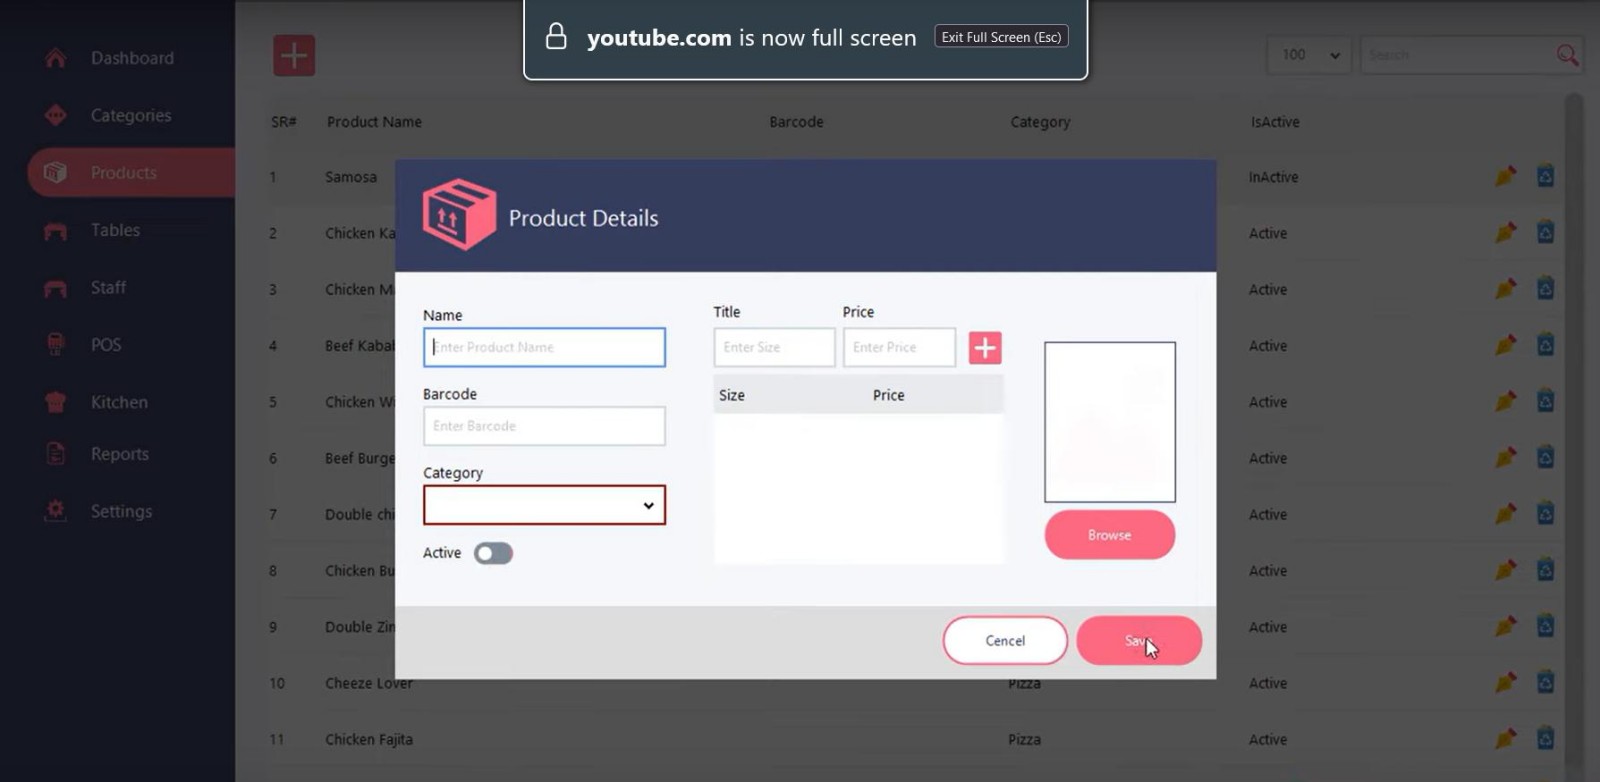 youtube.com is now full screen Exit Full Screen (Esc)
Dashboard
Categories
Products
Tables
Staff
POS
Kitchen
Reports
Settings
100
Search
SR# Product Name Barcode Category IsActive
1 Samosa InActive
2 Chicken Ka Active
3 Chicken M Active
4 Beef Kabab Active
5 Chicken W Active
6 Beef Burge Active
7 Double chi Active
8 Chicken Bu Active
9 Double Zin Active
10 Cheeze Lover Pizza Active
11 Chicken Fajita Pizza Active
Product Details
Name
Enter Product Name
Barcode
Enter Barcode
Category
Active
Title Price
Enter Size Enter Price
Size Price
Browse
Cencel Save